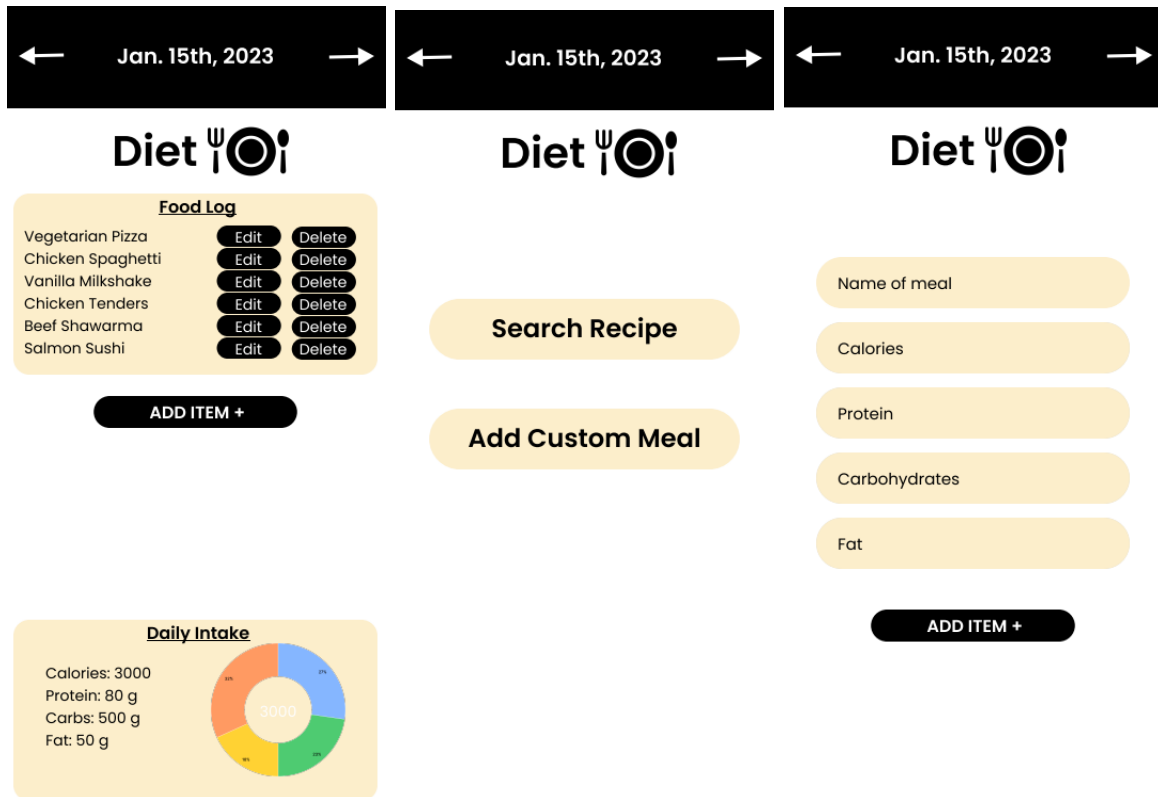 Jan. 15th, 2023
Diet
Food Log
Vegetarian Pizza Edit Delete
Chicken Spaghetti Edit Delete
Vanilla Milkshake Edit Delete
Chicken Tenders Edit Delete
Beef Shawarma Edit Delete
Salmon Sushi Edit Delete
ADD ITEM +
Daily Intake
Calories: 3000
Protein: 80 g
Carbs: 500 g
Fat: 50 g
3000
Jan. 15th, 2023
Diet
Search Recipe
Add Custom Meal
Jan. 15th, 2023
Diet
Name of meal
Calories
Protein
Carbohydrates
Fat
ADD ITEM +